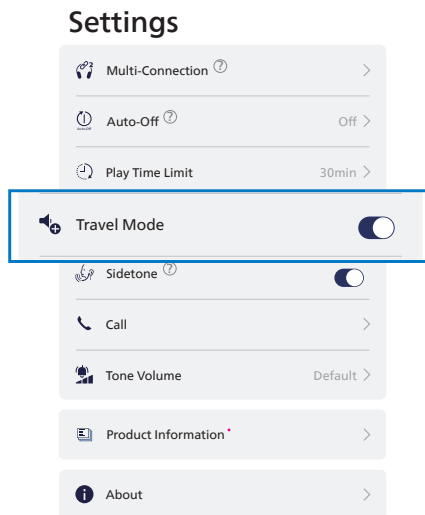 Settings
Multi-Connection ?
Auto-Off ?
Off
Play Time Limit
30min
Travel Mode
Sidetone ?
Call
Tone Volume
Default
Product Information
About